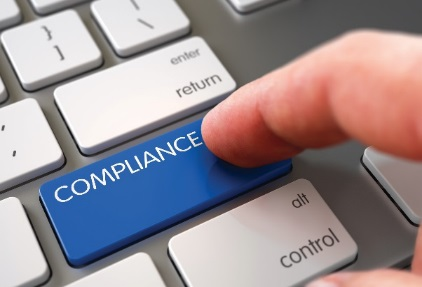 }
]
|
\
enter
return
COMPLIANCE
"
'
alt
control